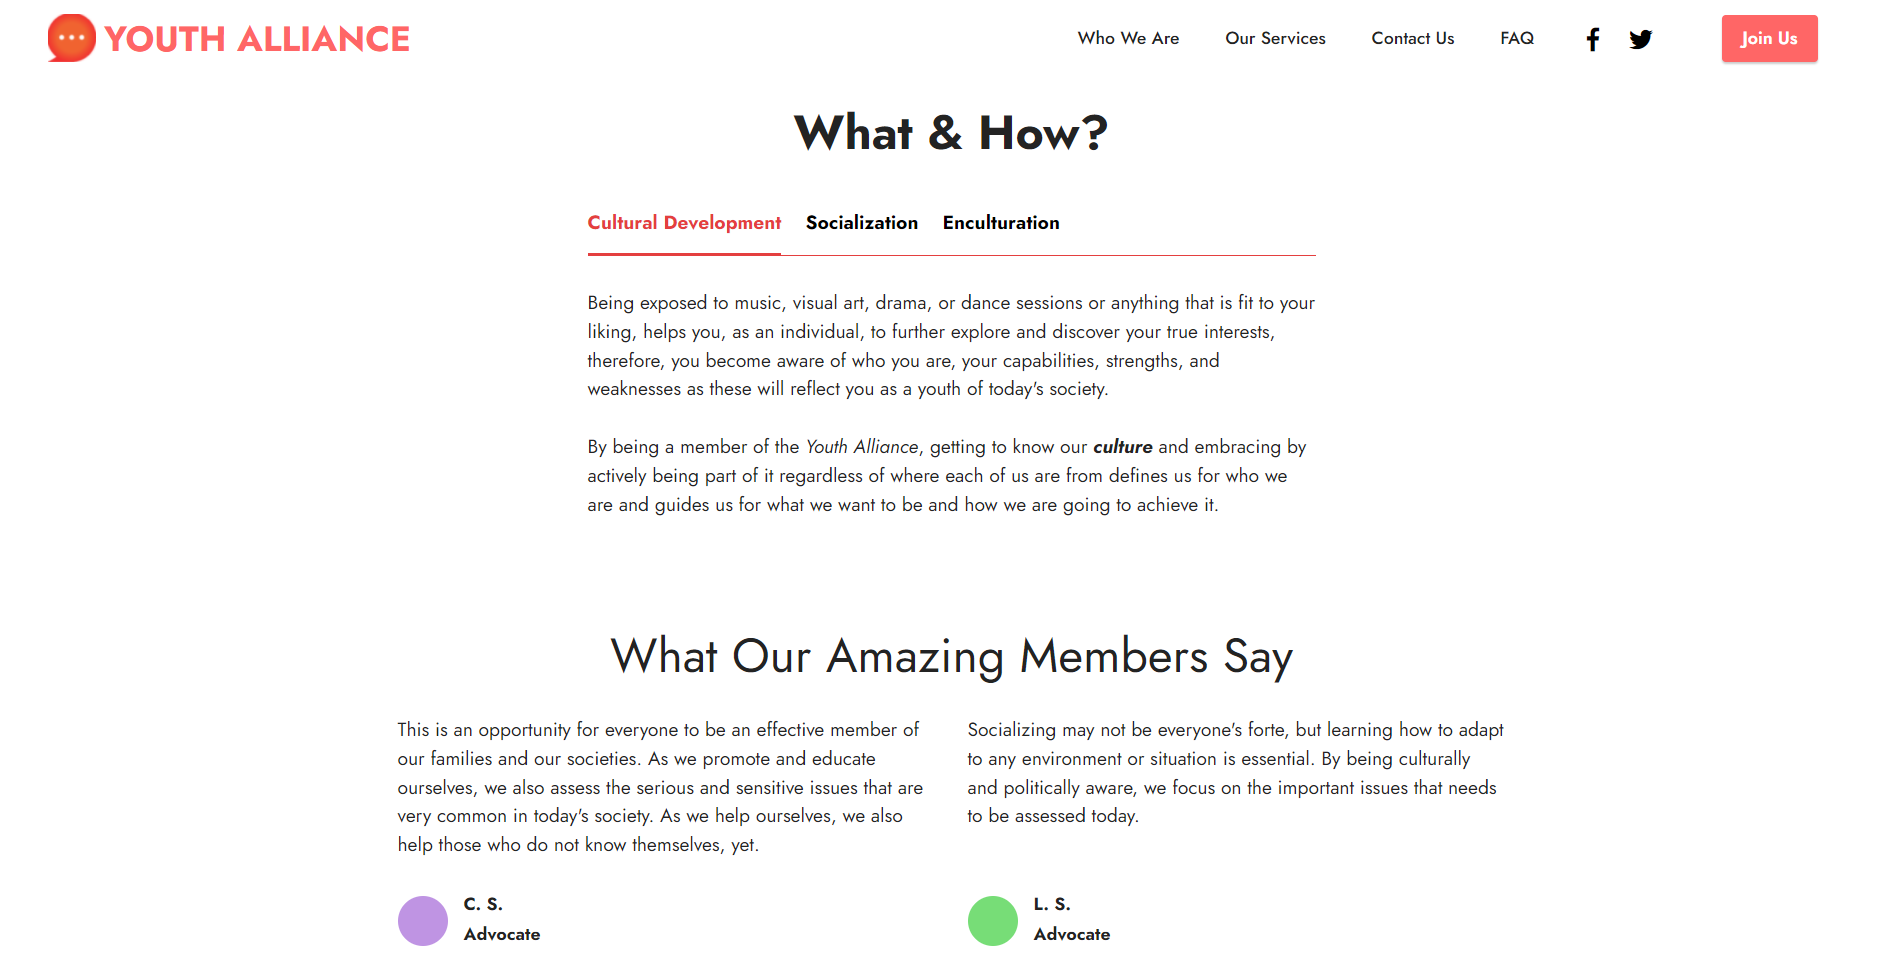 YOUTH ALLIANCE
Who We Are Our Services Contact Us FAQ Join Us
What & How?
Cultural Development Socialization Enculturation
Being exposed to music, visual art, drama, or dance sessions or anything that is fit to your
liking, helps you, as an individual, to further explore and discover your true interests,
therefore, you become aware of who you are, your capabilities, strengths, and
weaknesses as these will reflect you as a youth of today's society.
By being a member of the Youth Alliance, getting to know our culture and embracing by
actively being part of it regardless of where each of us are from defines us for who we
are and guides us for what we want to be and how we are going to achieve it.
What Our Amazing Members Say
This is an opportunity for everyone to be an effective member of
our families and our societies. As we promote and educate
ourselves, we also assess the serious and sensitive issues that are
very common in today's society. As we help ourselves, we also
help those who do not know themselves, yet.
C. S.
Advocate
Socializing may not be everyone's forte, but learning how to adapt
to any environment or situation is essential. By being culturally
and politically aware, we focus on the important issues that needs
to be assessed today.
L. S.
Advocate